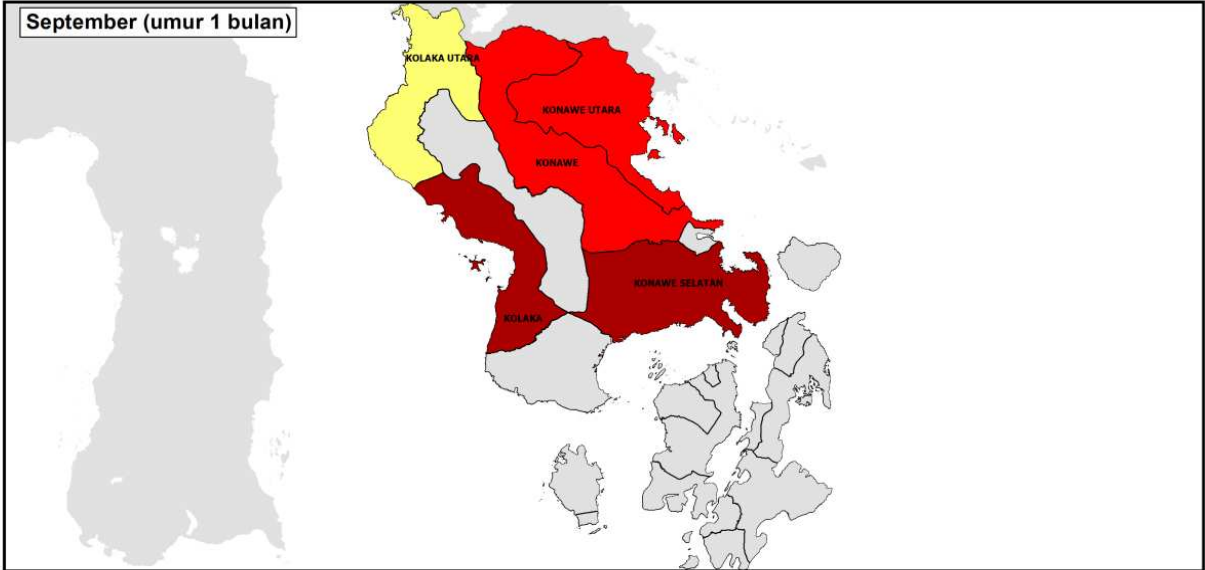 September (umur 1 bulan)
KOLAKA UTARA
KONAWE UTARA
KONAWE
KONAWE SELATAN
KOLAKA